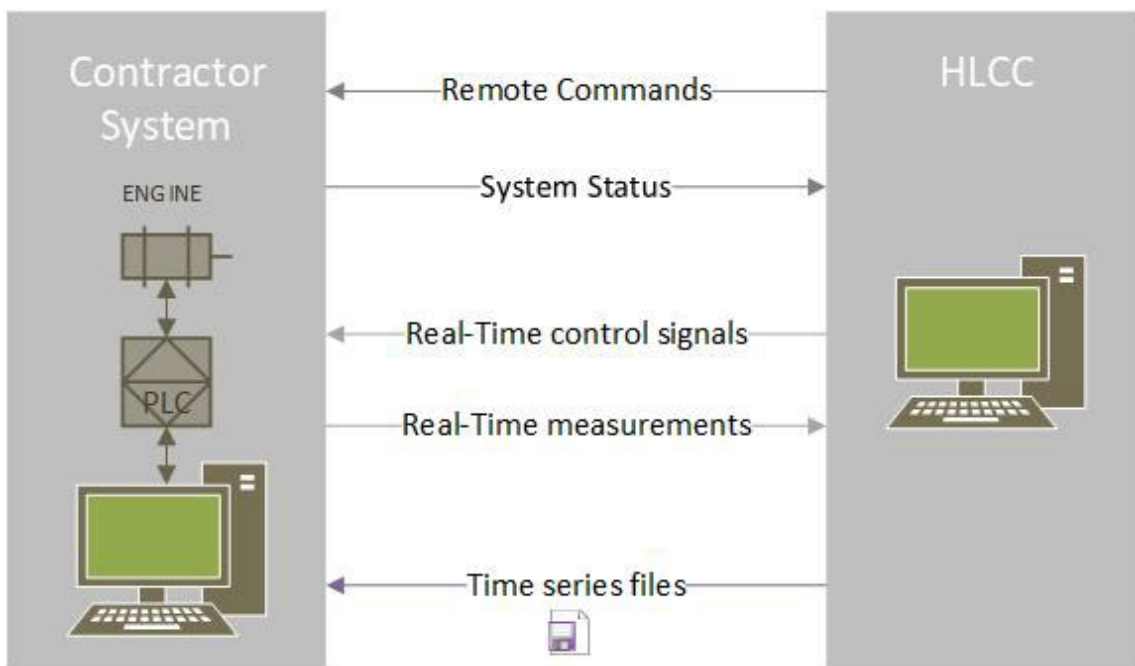 Contractor
System
HLCC
Remote Commands
System Status
ENGINE
Real-Time control signals
PLC
Real-Time measurements
Time series files